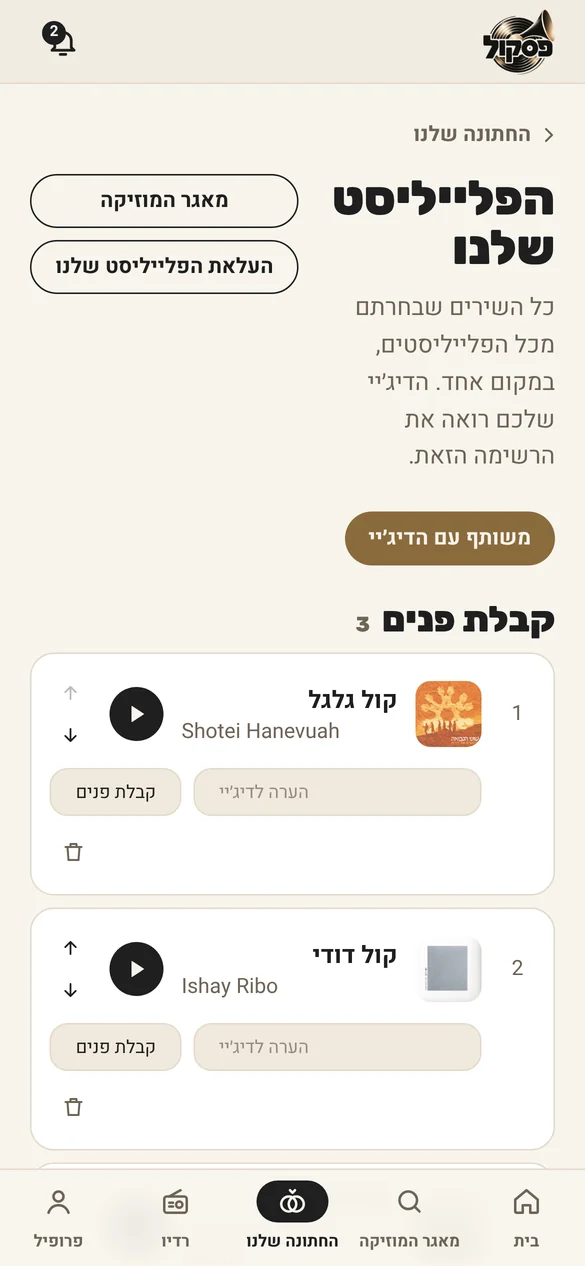 פסקול
2
החתונה שלנו
הפלייליסט
שלנו
מאגר המוזיקה
העלאת הפלייליסט שלנו
כל השירים שבחרתם
מכל הפלייליסטים,
במקום אחד. הדיג׳יי
שלכם רואה את
הרשימה הזאת.
משותף עם הדיג׳יי
קבלת פנים 3
1
קול גלגל
Shotei Hanevuah
הערה לדיג׳יי
קבלת פנים
2
קול דודי
Ishay Ribo
הערה לדיג׳יי
קבלת פנים
בית
מאגר המוזיקה
החתונה שלנו
רדיו
פרופיל